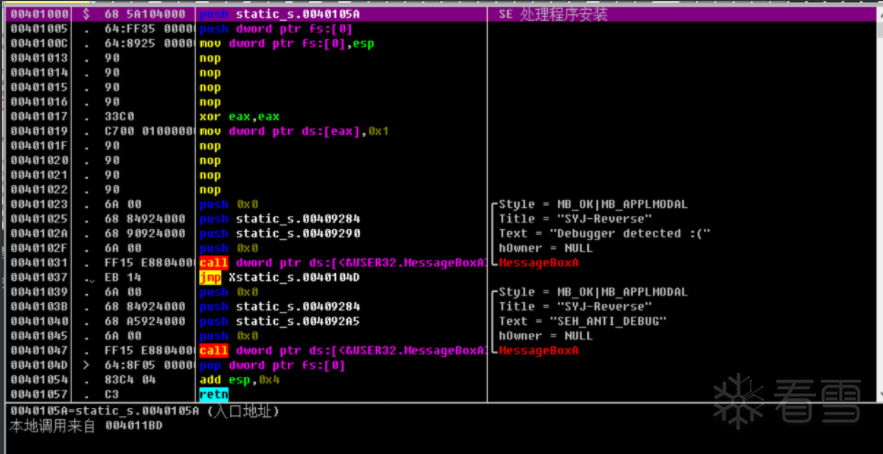 00401000 $ 68 5A104000 push static_s.0040105A SE 处理程序安装
00401005 . 64:FF35 0000 push dword ptr fs:[0]
0040100C . 64:8925 0000 mov dword ptr fs:[0],esp
00401013 . 90 nop
00401014 . 90 nop
00401015 . 90 nop
00401016 . 90 nop
00401017 . 33C0 xor eax,eax
00401019 . C700 0100000 mov dword ptr ds:[eax],0x1
0040101F . 90 nop
00401020 . 90 nop
00401021 . 90 nop
00401022 . 90 nop
00401023 . 6A 00 push 0x0 Style = MB_OK|MB_APPLMODAL
00401025 . 68 84924000 push static_s.00409284 Title = "SYJ-Reverse"
0040102A . 68 90924000 push static_s.00409290 Text = "Debugger detected :("
0040102F . 6A 00 push 0x0 hOwner = NULL
00401031 . FF15 E880400 call dword ptr ds:[<&USER32.MessageBoxA> MessageBoxA
00401037 . EB 14 jmp Xstatic_s.0040104D
00401039 . 6A 00 push 0x0 Style = MB_OK|MB_APPLMODAL
0040103B . 68 84924000 push static_s.00409284 Title = "SYJ-Reverse"
00401040 . 68 A5924000 push static_s.004092A5 Text = "SEH_ANTI_DEBUG"
00401045 . 6A 00 push 0x0 hOwner = NULL
00401047 . FF15 E880400 call dword ptr ds:[<&USER32.MessageBoxA> MessageBoxA
0040104D > 64:8F05 0000 pop dword ptr fs:[0]
00401054 . 83C4 04 add esp,0x4
00401057 . C3 retn
0040105A=static_s.0040105A (入口地址)
本地调用来自 004011BD
看雪